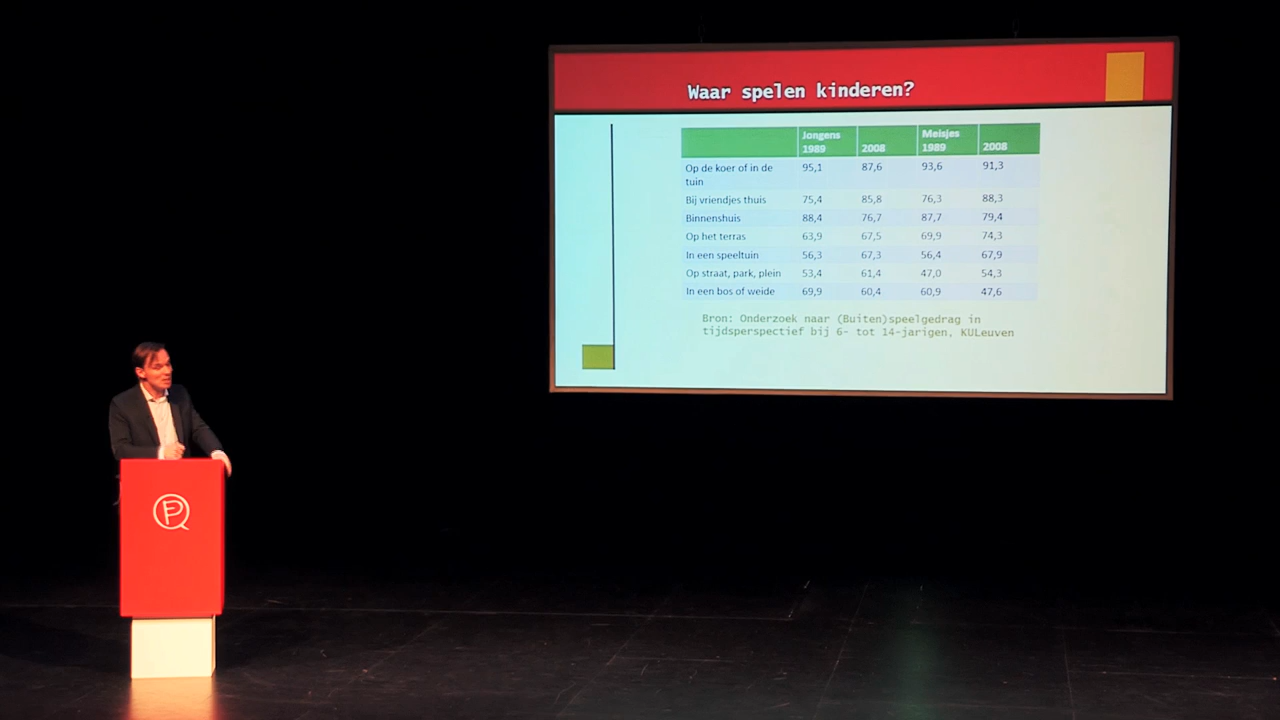 Waar spelen kinderen?
Jongens 1989 2008 Meisjes 1989 2008
Op de koer of in de tuin 95,1 87,6 93,6 91,3
Bij vriendjes thuis 75,4 85,8 76,3 88,3
Binnenshuis 88,4 76,7 87,7 79,4
Op het terras 63,9 67,5 69,9 74,3
In een speeltuin 56,3 67,3 56,4 67,9
Op straat, park, plein 53,4 61,4 47,0 54,3
In een bos of weide 69,9 60,4 60,9 47,6
Bron: Onderzoek naar (Buiten)speelgedrag in
tijdsperspectief bij 6- tot 14-jarigen, KULeuven
P